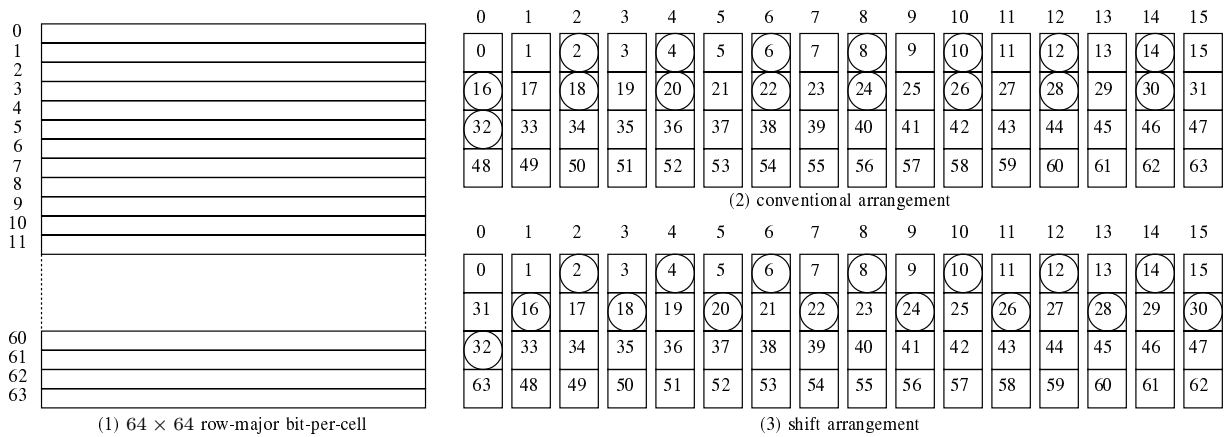 0
1
2
3
4
5
6
7
8
9
10
11
60
61
62
63
(1) 64 × 64 row-major bit-per-cell
0 1 2 3 4 5 6 7 8 9 10 11 12 13 14 15
0 1 2 3 4 5 6 7 8 9 10 11 12 13 14 15
16 17 18 19 20 21 22 23 24 25 26 27 28 29 30 31
32 33 34 35 36 37 38 39 40 41 42 43 44 45 46 47
48 49 50 51 52 53 54 55 56 57 58 59 60 61 62 63
(2) conventional arrangement
0 1 2 3 4 5 6 7 8 9 10 11 12 13 14 15
0 1 2 3 4 5 6 7 8 9 10 11 12 13 14 15
31 16 17 18 19 20 21 22 23 24 25 26 27 28 29 30
32 33 34 35 36 37 38 39 40 41 42 43 44 45 46 47
63 48 49 50 51 52 53 54 55 56 57 58 59 60 61 62
(3) shift arrangement